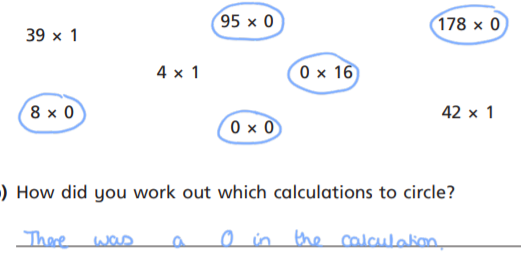 95 × 0
178 × 0
39 × 1
4 × 1
0 × 16
8 × 0
42 × 1
0 × 0
) How did you work out which calculations to circle?
There was a 0 in the calculation.